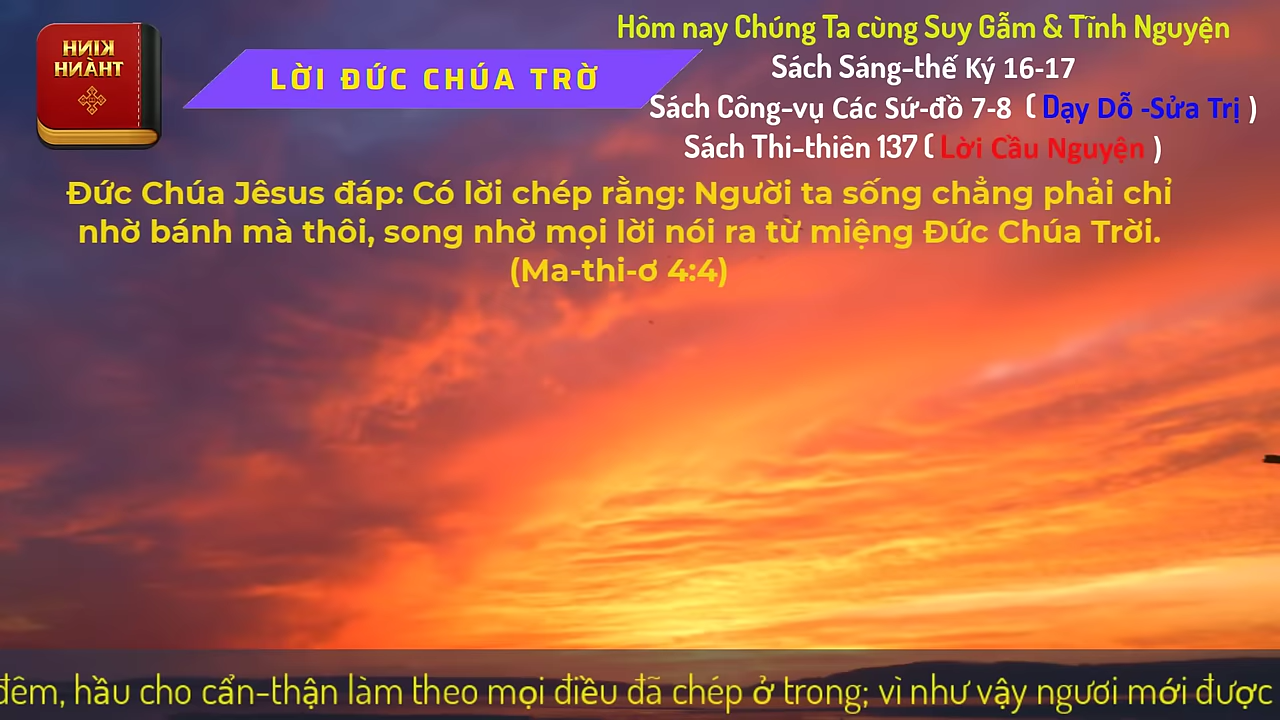 Hôm nay Chúng Ta cùng Suy Gẫm & Tĩnh Nguyện
Sách Sáng-thế Ký 16-17
Sách Công-vụ Các Sứ-đồ 7-8 ( Dạy Dỗ -Sửa Trị )
Sách Thi-thiên 137 ( Lời Cầu Nguyện )
KINH
THÀNH
LỜI ĐỨC CHÚA TRỜ
Đức Chúa Jêsus đáp: Có lời chép rằng: Người ta sống chẳng phải chỉ
nhờ bánh mà thôi, song nhờ mọi lời nói ra từ miệng Đức Chúa Trời.
(Ma-thi-ơ 4:4)
đêm, hầu cho cẩn-thận làm theo mọi điều đã chép ở trong; vì như vậy ngươi mới được